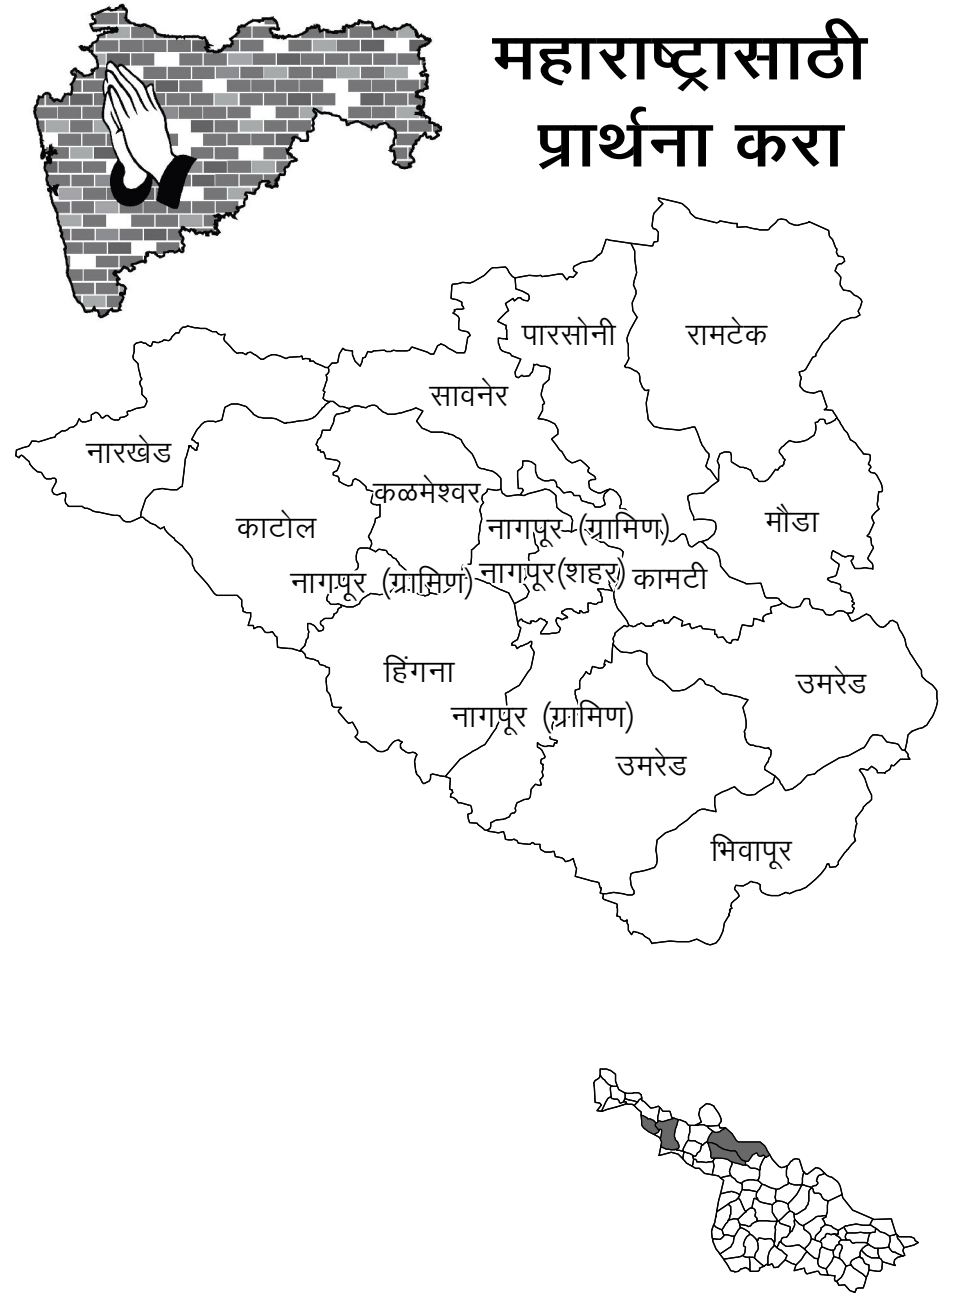 महाराष्ट्रासाठी
प्रार्थना करा
पारसोनी
रामटेक
सावनेर
नारखेड
कळमेश्वर
काटोल
नागपूर (ग्रामिण)
मौडा
नागपूर (ग्रामिण)
नागपूर(शहर)
कामटी
हिंगना
उमरेड
नागपूर (ग्रामिण)
उमरेड
भिवापूर